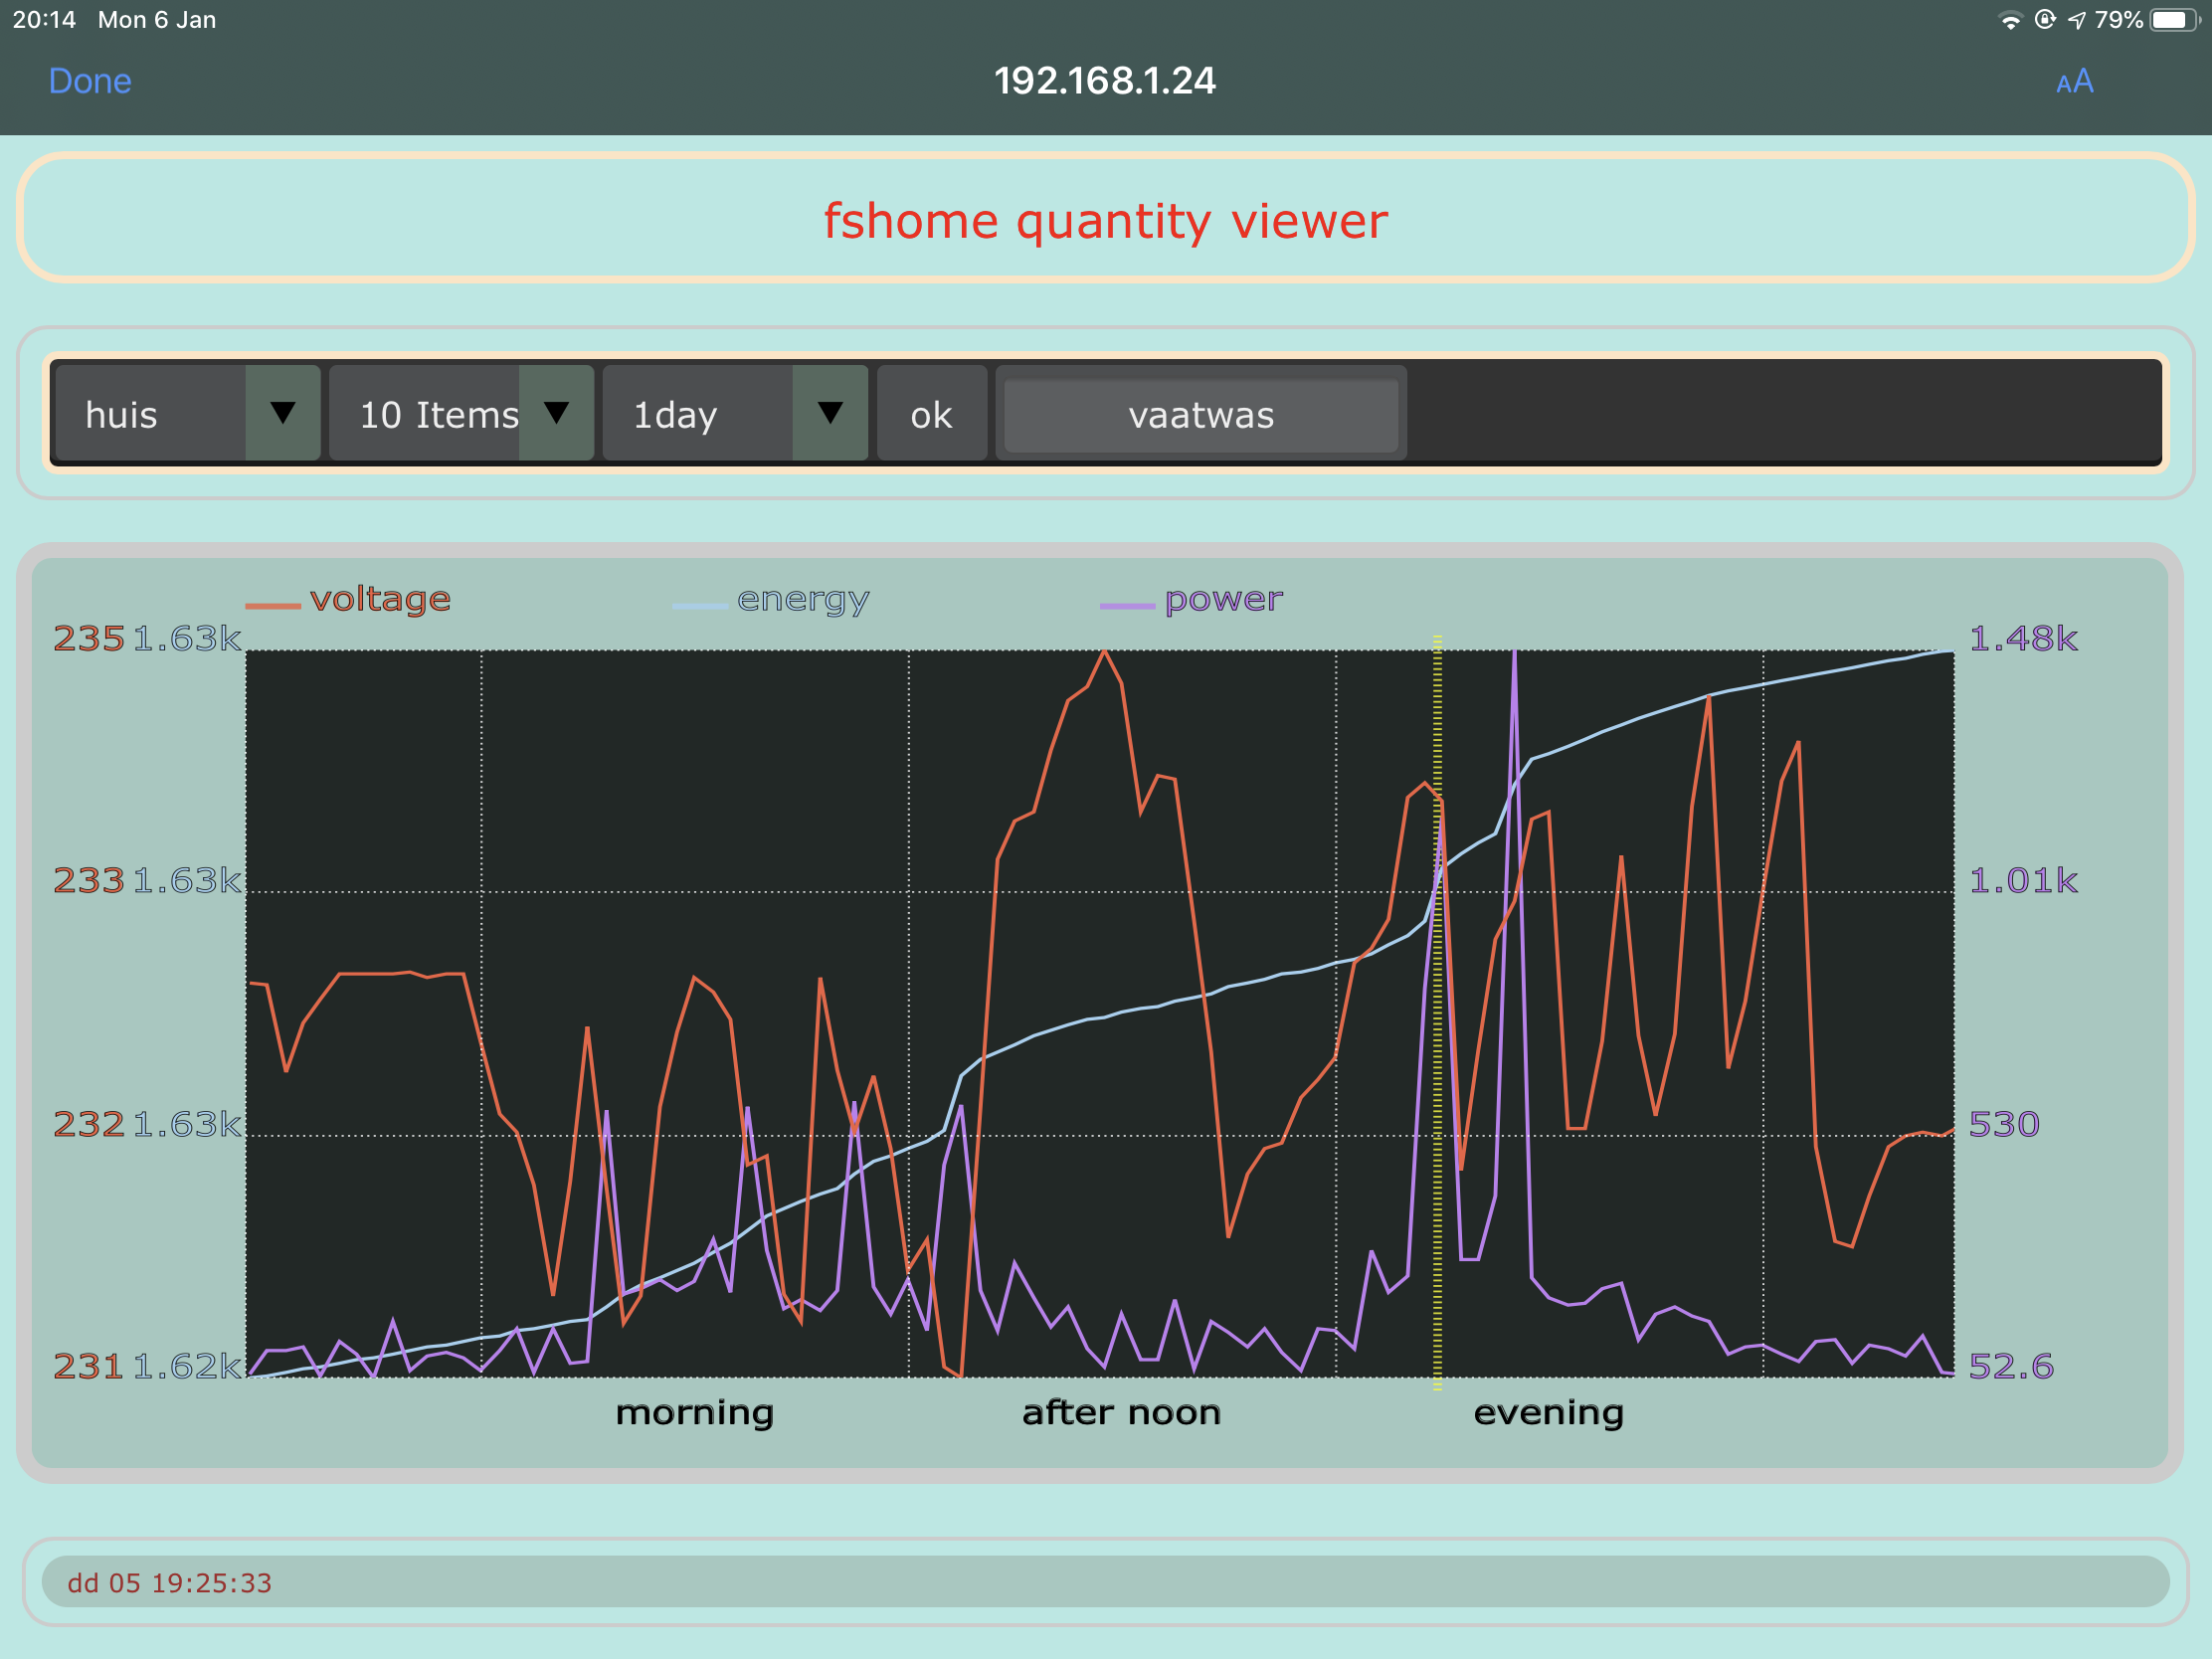 20:14 Mon 6 Jan 79%
Done 192.168.1.24 AA
fshome quantity viewer
huis ▼ 10 Items ▼ 1day ▼ ok vaatwas
voltage energy power
235 1.63k 1.48k
233 1.63k 1.01k
232 1.63k 530
231 1.62k 52.6
morning after noon evening
dd 05 19:25:33